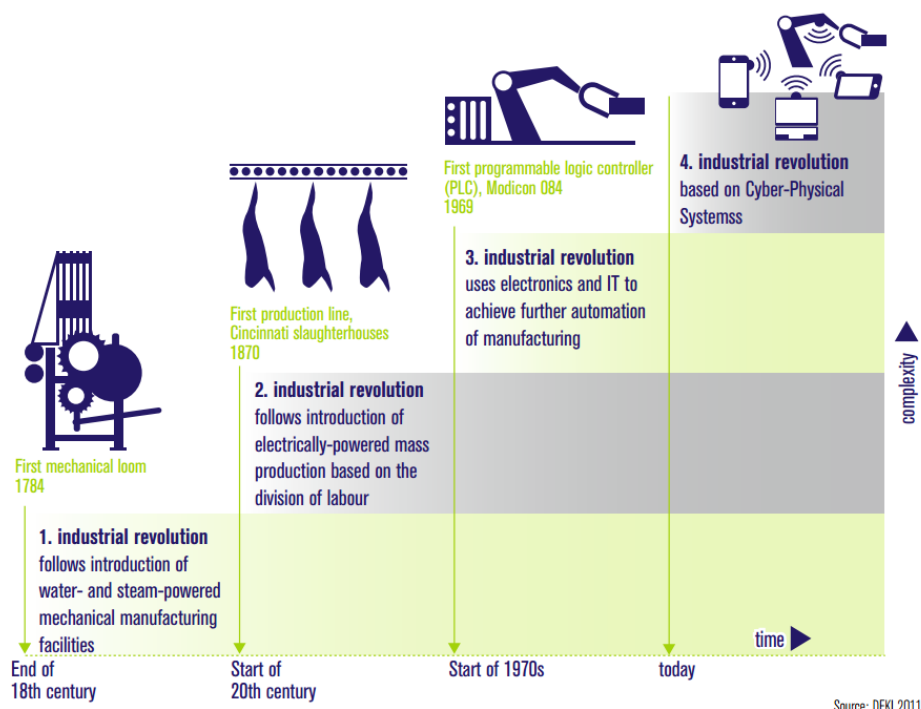 First mechanical loom
1784
1. industrial revolution
follows introduction of
water- and steam-powered
mechanical manufacturing
facilities
End of
18th century
First production line,
Cincinnati slaughterhouses
1870
2. industrial revolution
follows introduction of
electrically-powered mass
production based on the
division of labour
Start of
20th century
First programmable logic controller
(PLC), Modicon 084
1969
3. industrial revolution
uses electronics and IT to
achieve further automation
of manufacturing
Start of 1970s
4. industrial revolution
based on Cyber-Physical
Systemss
today
time
complexity
Source: DFKI 2011